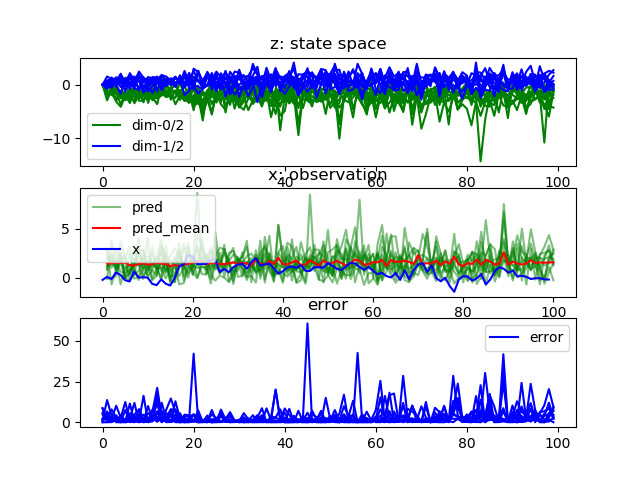 z: state space
0
−10
dim-0/2
dim-1/2
0 20 40 60 80 100
x: observation
5
0
pred
pred_mean
x
0 20 40 60 80 100
error
50
25
0
error
0 20 40 60 80 100